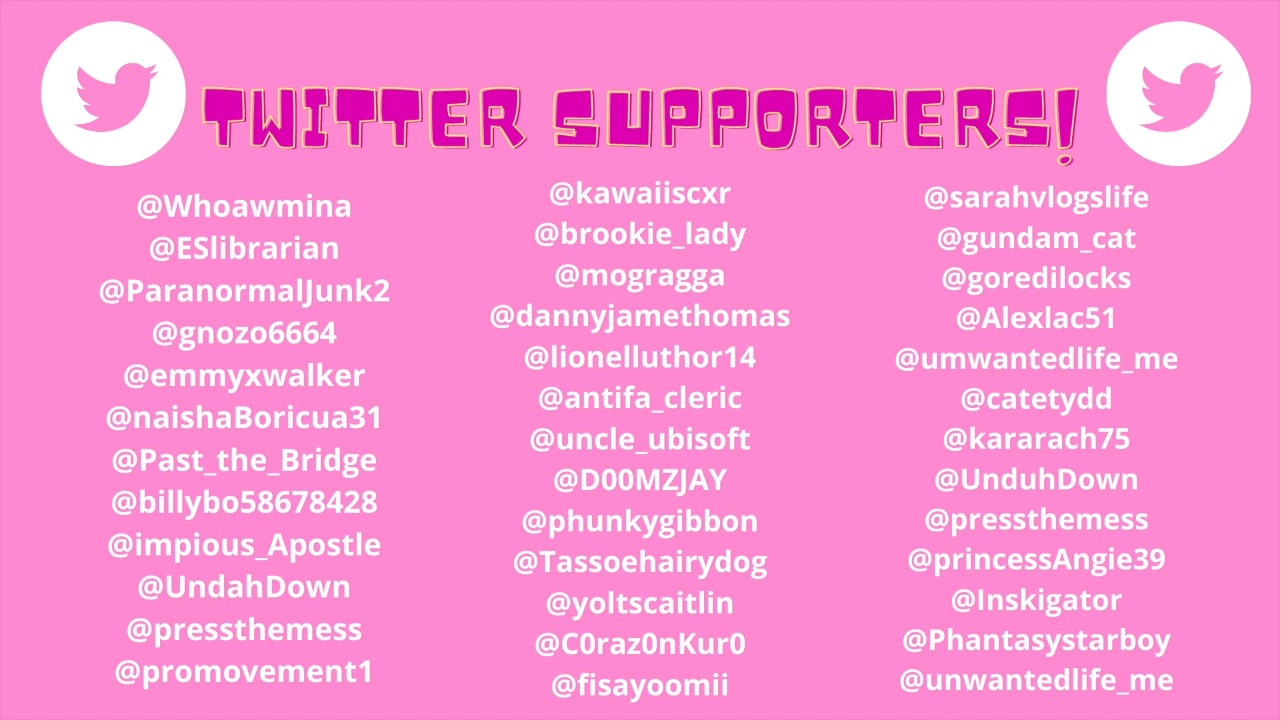 TWITTER SUPPORTERS!
@Whoawmina
@ESlibrarian
@ParanormalJunk2
@gnozo6664
@emmyxwalker
@naishaBoricua31
@Past_the_Bridge
@billybo58678428
@impious_Apostle
@UndahDown
@pressthemess
@promovement1
@kawaiiscxr
@brookie_lady
@mogragga
@dannyjamethomas
@lionelluthor14
@antifa_cleric
@uncle_ubisoft
@D00MZJAY
@phunkygibbon
@Tassoehairydog
@yoltscaitlin
@C0raz0nKur0
@fisayoomii
@sarahvlogslife
@gundam_cat
@goredilocks
@Alexlac51
@umwantedlife_me
@catetydd
@kararach75
@UnduhDown
@pressthemess
@princessAngie39
@Inskigator
@Phantasystarboy
@unwantedlife_me